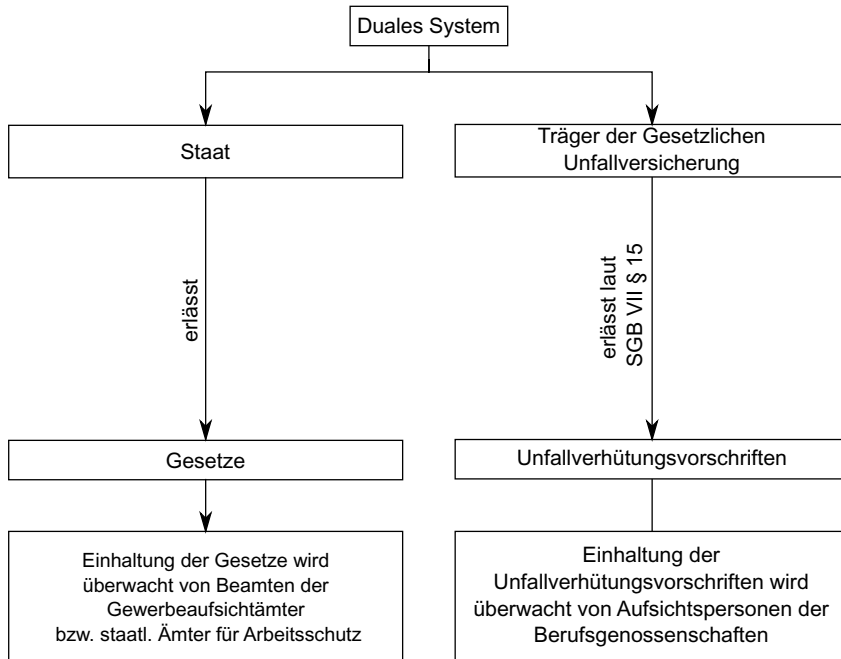 Duales System
Staat
Träger der Gesetzlichen
Unfallversicherung
erlässt
erlässt laut
SGB VII § 15
Gesetze
Unfallverhütungsvorschriften
Einhaltung der Gesetze wird
überwacht von Beamten der
Gewerbeaufsichtämter
bzw. staatl. Ämter für Arbeitsschutz
Einhaltung der
Unfallverhütungsvorschriften wird
überwacht von Aufsichtspersonen der
Berufsgenossenschaften